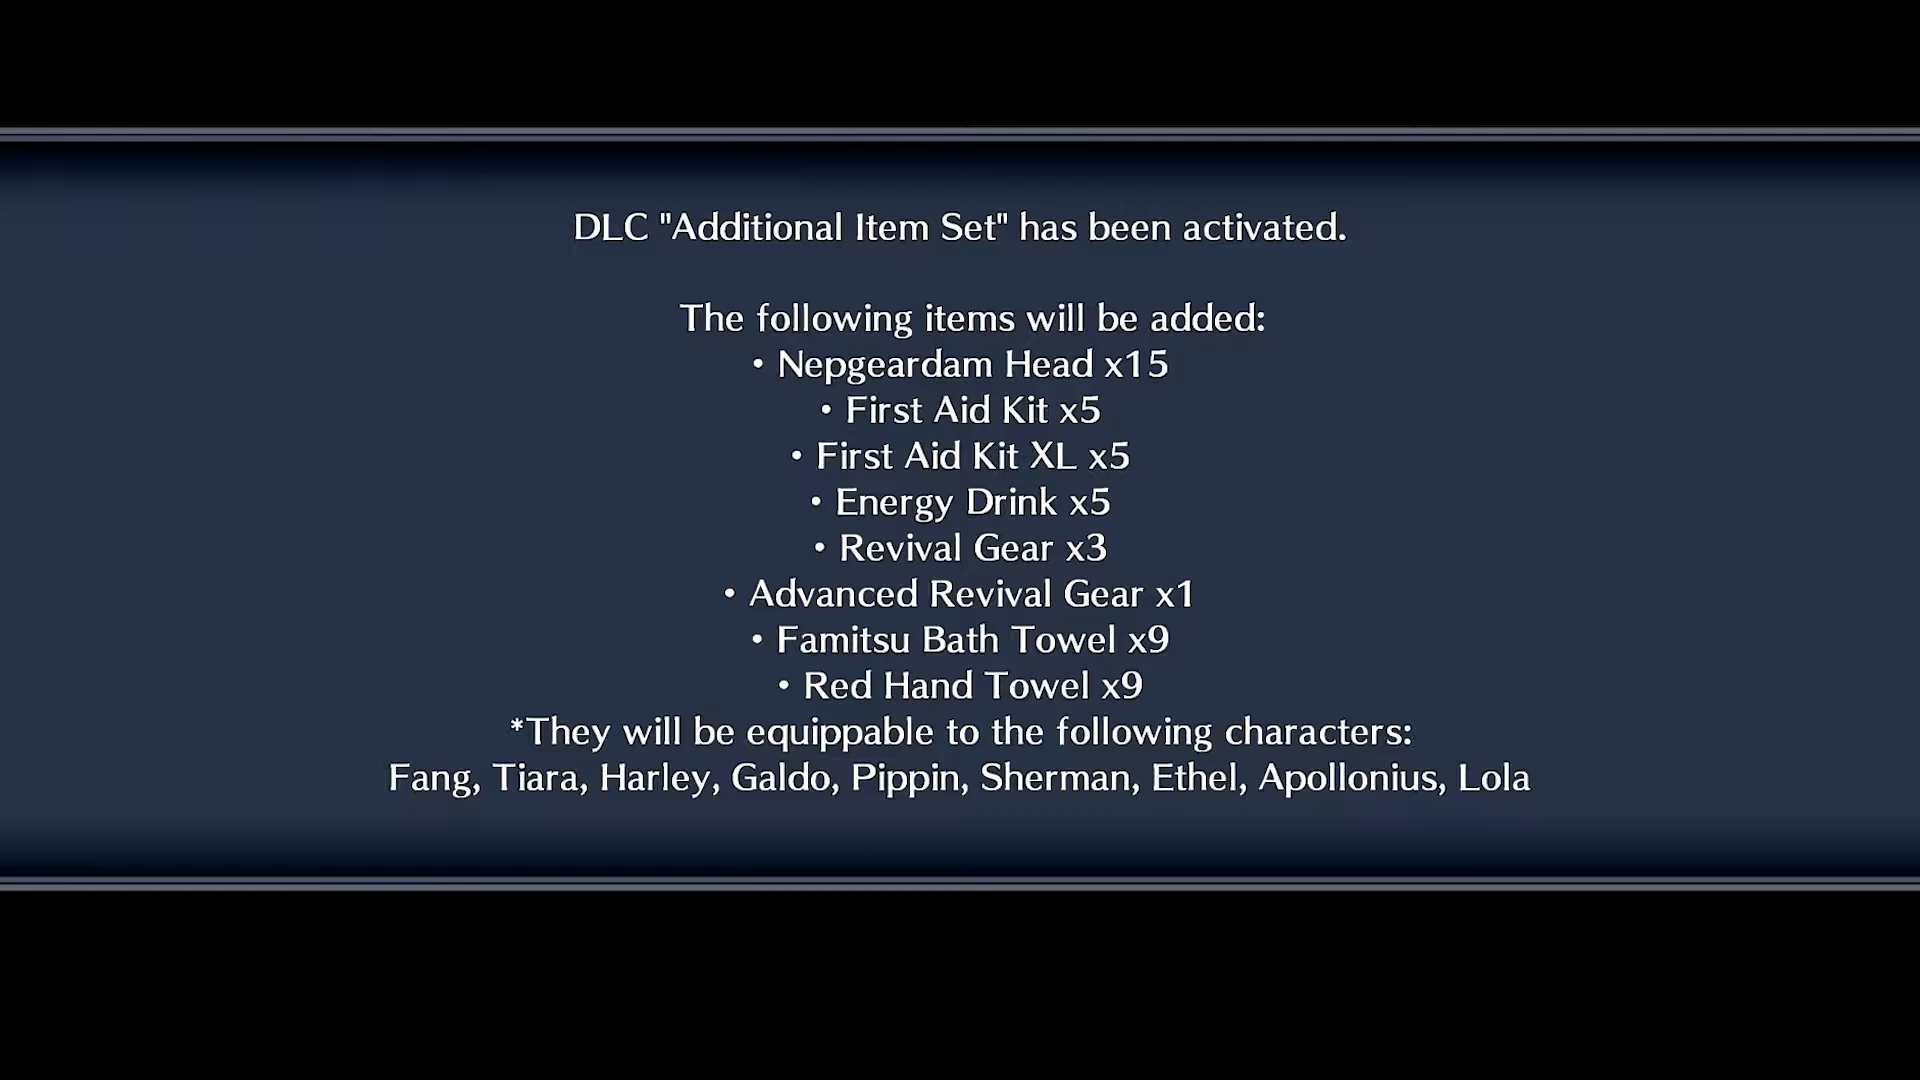 DLC "Additional Item Set" has been activated.
The following items will be added:
・Nepgeardam Head x15
・First Aid Kit x5
・First Aid Kit XL x5
・Energy Drink x5
・Revival Gear x3
・Advanced Revival Gear x1
・Famitsu Bath Towel x9
・Red Hand Towel x9
*They will be equippable to the following characters:
Fang, Tiara, Harley, Galdo, Pippin, Sherman, Ethel, Apollonius, Lola